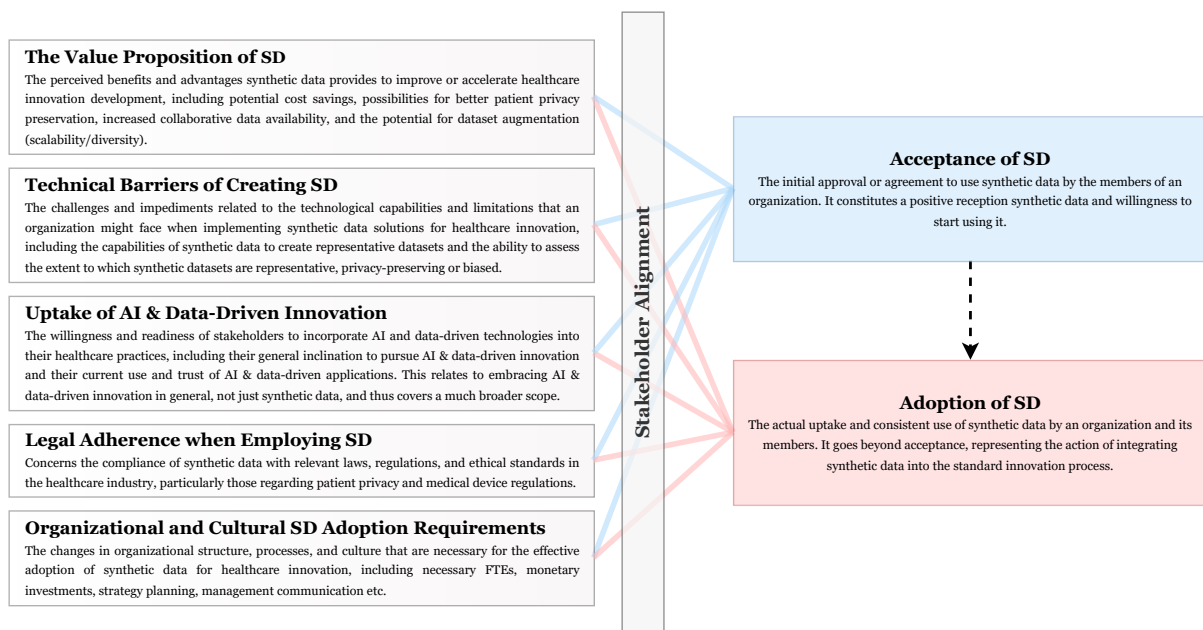 The Value Proposition of SD
The perceived benefits and advantages synthetic data provides to improve or accelerate healthcare
innovation development, including potential cost savings, possibilities for better patient privacy
preservation, increased collaborative data availability, and the potential for dataset augmentation
(scalability/diversity).
Technical Barriers of Creating SD
The challenges and impediments related to the technological capabilities and limitations that an
organization might face when implementing synthetic data solutions for healthcare innovation,
including the capabilities of synthetic data to create representative datasets and the ability to assess
the extent to which synthetic datasets are representative, privacy-preserving or biased.
Uptake of AI & Data-Driven Innovation
The willingness and readiness of stakeholders to incorporate AI and data-driven technologies into
their healthcare practices, including their general inclination to pursue AI & data-driven innovation
and their current use and trust of AI & data-driven applications. This relates to embracing AI &
data-driven innovation in general, not just synthetic data, and thus covers a much broader scope.
Legal Adherence when Employing SD
Concerns the compliance of synthetic data with relevant laws, regulations, and ethical standards in
the healthcare industry, particularly those regarding patient privacy and medical device regulations.
Organizational and Cultural SD Adoption Requirements
The changes in organizational structure, processes, and culture that are necessary for the effective
adoption of synthetic data for healthcare innovation, including necessary FTEs, monetary
investments, strategy planning, management communication etc.
Stakeholder Alignment
Acceptance of SD
The initial approval or agreement to use synthetic data by the members of an
organization. It constitutes a positive reception synthetic data and willingness to
start using it.
Adoption of SD
The actual uptake and consistent use of synthetic data by an organization and its
members. It goes beyond acceptance, representing the action of integrating
synthetic data into the standard innovation process.